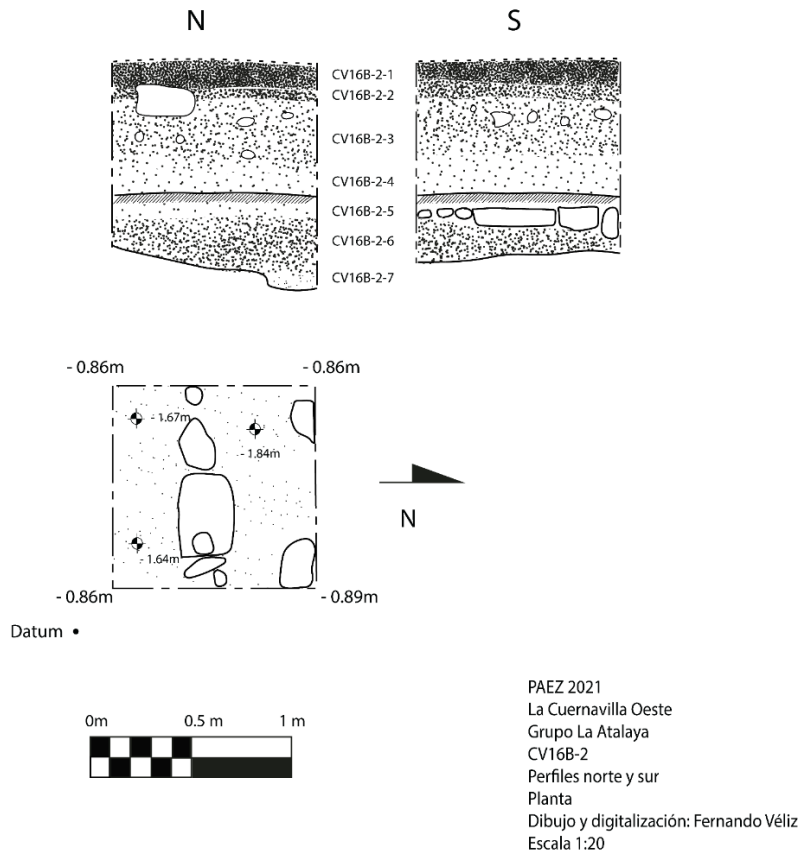 N
S
CV16B-2-1
CV16B-2-2
CV16B-2-3
CV16B-2-4
CV16B-2-5
CV16B-2-6
CV16B-2-7
- 0.86m
- 0.86m
- 1.67m
- 1.84m
- 1.64m
N
- 0.86m
- 0.89m
Datum •
0m 0.5 m 1 m
PAEZ 2021
La Cuernavilla Oeste
Grupo La Atalaya
CV16B-2
Perfiles norte y sur
Planta
Dibujo y digitalización: Fernando Véliz
Escala 1:20